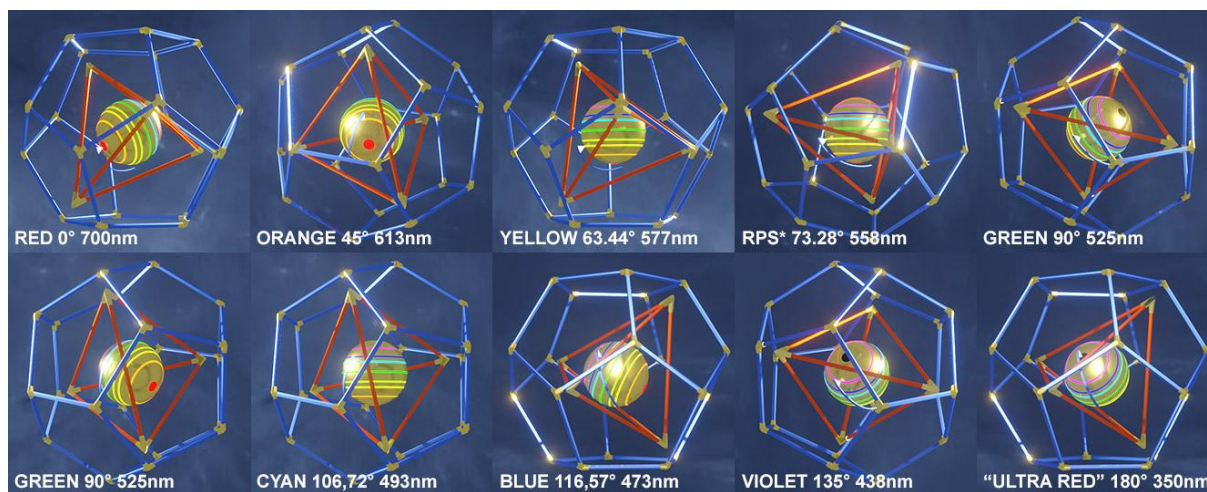 RED 0° 700nm
ORANGE 45° 613nm
YELLOW 63.44° 577nm
RPS* 73.28° 558nm
GREEN 90° 525nm
GREEN 90° 525nm
CYAN 106,72° 493nm
BLUE 116,57° 473nm
VIOLET 135° 438nm
“ULTRA RED” 180° 350nm